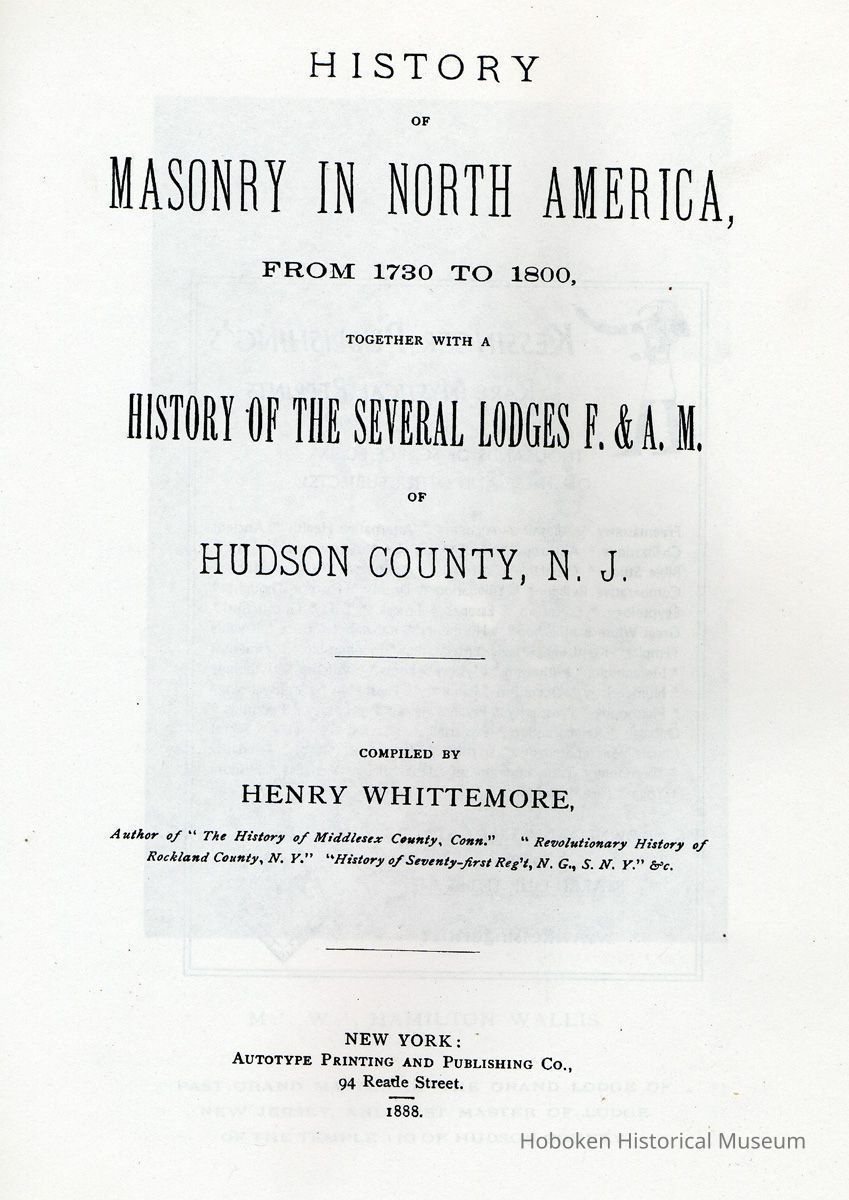 HISTORY
OF
MASONRY IN NORTH AMERICA,
FROM 1730 TO 1800,
TOGETHER WITH A
HISTORY OF THE SEVERAL LODGES F. & A. M.
OF
HUDSON COUNTY, N. J.
COMPILED BY
HENRY WHITTEMORE,
Author of " The History of Middlesex County, Conn." " Revolutionary History of
Rockland County, N. Y." "History of Seventy-first Reg't, N. G., S. N. Y." &c.
M. W. HAMILTON WALLIS
NEW YORK:
AUTOTYPE PRINTING AND PUBLISHING CO.,
94 Reade Street.
1888.
Hoboken Historical Museum